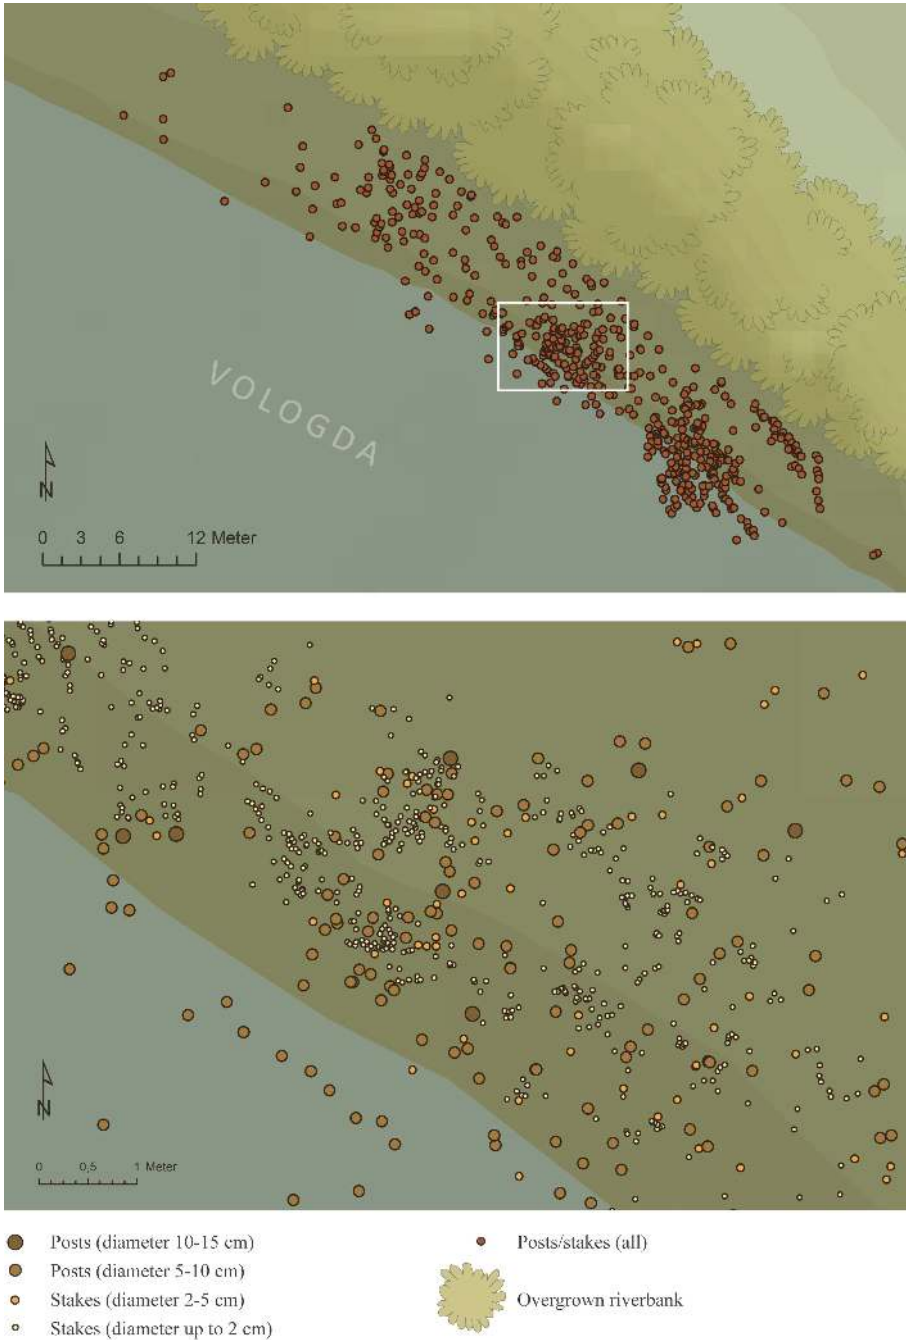 VOLOGDA
N
0 3 6 12 Meter
N
0 0,5 1 Meter
Posts (diameter 10-15 cm)
Posts (diameter 5-10 cm)
Stakes (diameter 2-5 cm)
Stakes (diameter up to 2 cm)
Posts/stakes (all)
Overgrown riverbank